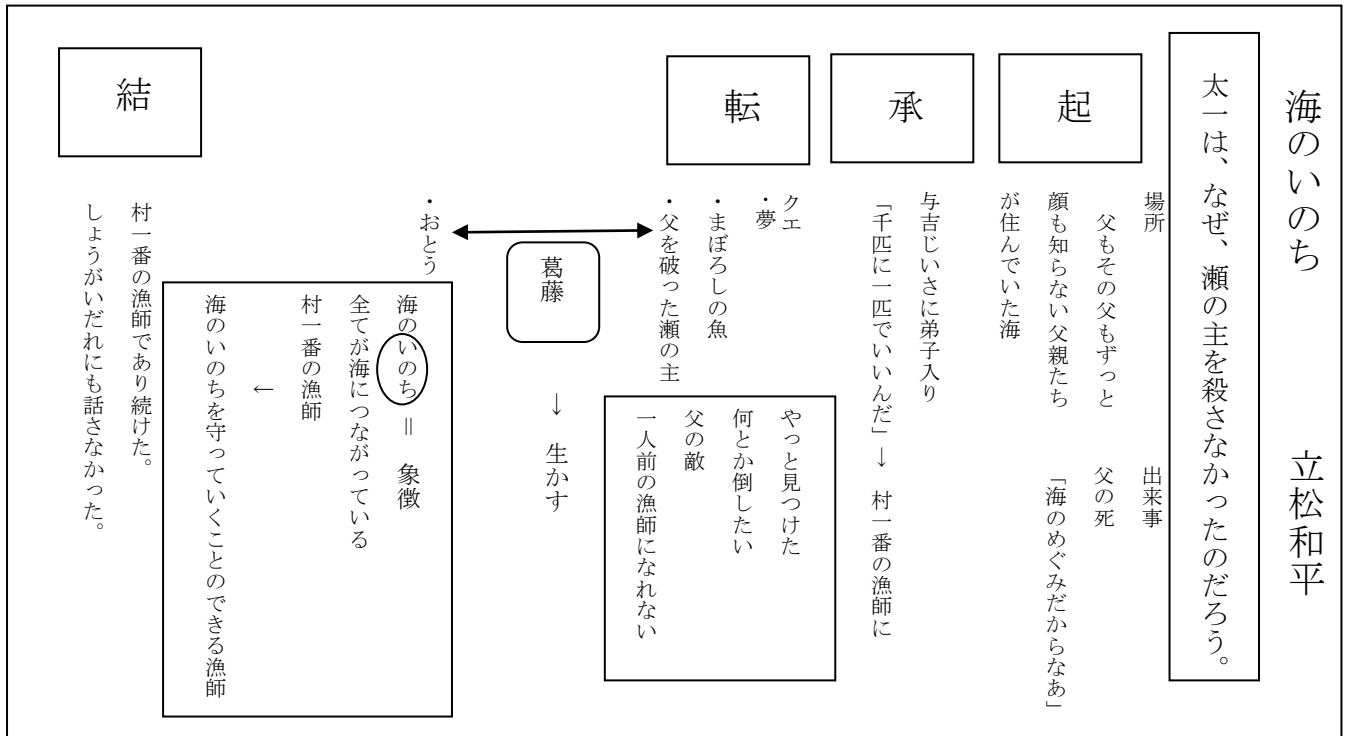 海のいのち　立松和平
太一は、なぜ、瀬の主を殺さなかったのだろう。
起
場所
父もその父もずっと
顔も知らない父親たち
が住んでいた海
出来事
父の死
「海のめぐみだからなあ」
承
与吉じいさに弟子入り
「千匹に一匹でいいんだ」→　村一番の漁師に
転
クエ
・夢
・まぼろしの魚
・父を破った瀬の主
やっと見つけた
何とか倒したい
父の敵
一人前の漁師になれない
葛藤
→　生かす
・おとう
海のいのち＝象徴
全てが海につながっている
村一番の漁師
←
海のいのちを守っていくことのできる漁師
結
村一番の漁師であり続けた。
しょうがいだれにも話さなかった。